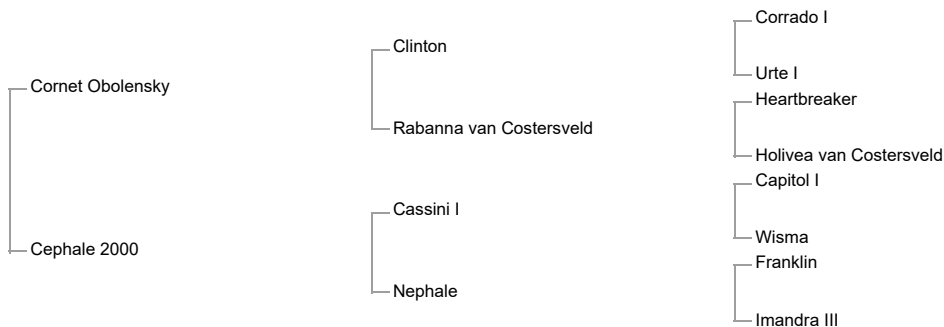 Corrado I
Clinton
Urte I
Cornet Obolensky
Heartbreaker
Rabanna van Costersveld
Holivea van Costersveld
Capitol I
Cassini I
Wisma
Cephale 2000
Franklin
Nephale
Imandra III